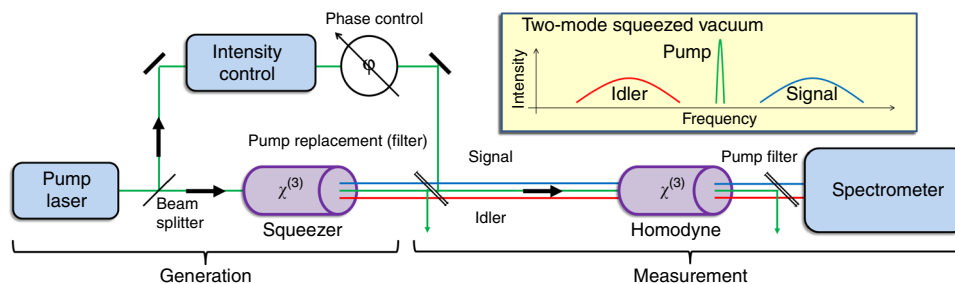 Phase control
Intensity
control
φ
Two-mode squeezed vacuum
Pump
Intensity
Idler
Signal
Frequency
Pump replacement (filter)
Signal
Pump filter
Pump
laser
Beam
splitter
χ(3)
Squeezer
Idler
χ(3)
Homodyne
Spectrometer
Generation
Measurement